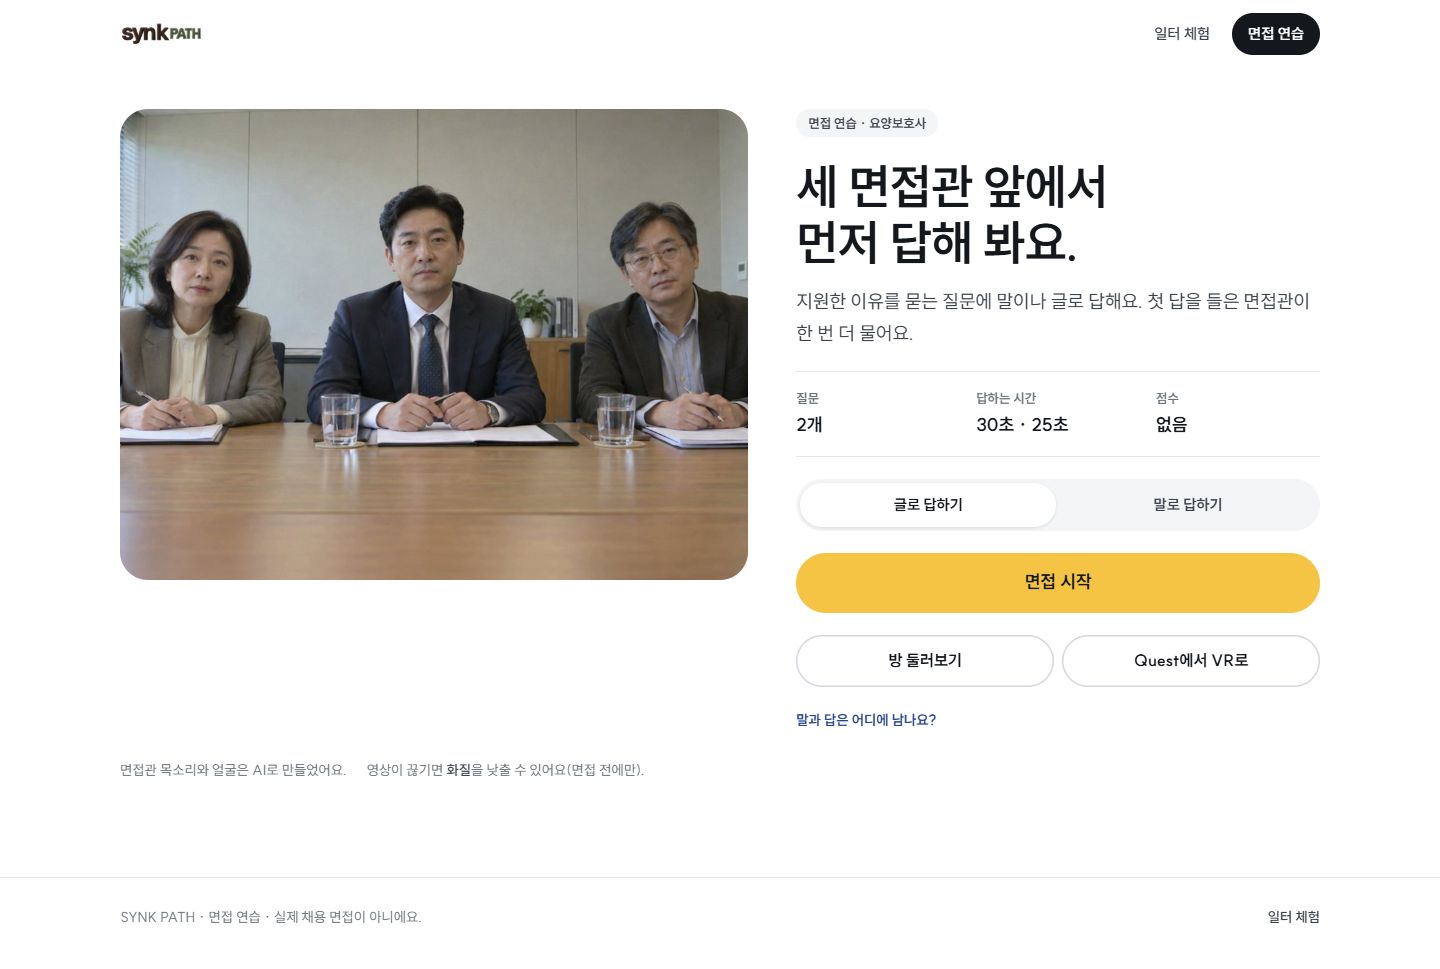 synk PATH
일터 체험
면접 연습
면접 연습 · 요양보호사
세 면접관 앞에서
먼저 답해 봐요.
지원한 이유를 묻는 질문에 말이나 글로 답해요. 첫 답을 들은 면접관이
한 번 더 물어요.
질문
2개
답하는 시간
30초 · 25초
점수
없음
글로 답하기
말로 답하기
면접 시작
방 둘러보기
Quest에서 VR로
말과 답은 어디에 남나요?
면접관 목소리와 얼굴은 AI로 만들었어요.
영상이 끊기면 화질을 낮출 수 있어요(면접 전에만).
SYNK PATH · 면접 연습 · 실제 채용 면접이 아니에요.
일터 체험